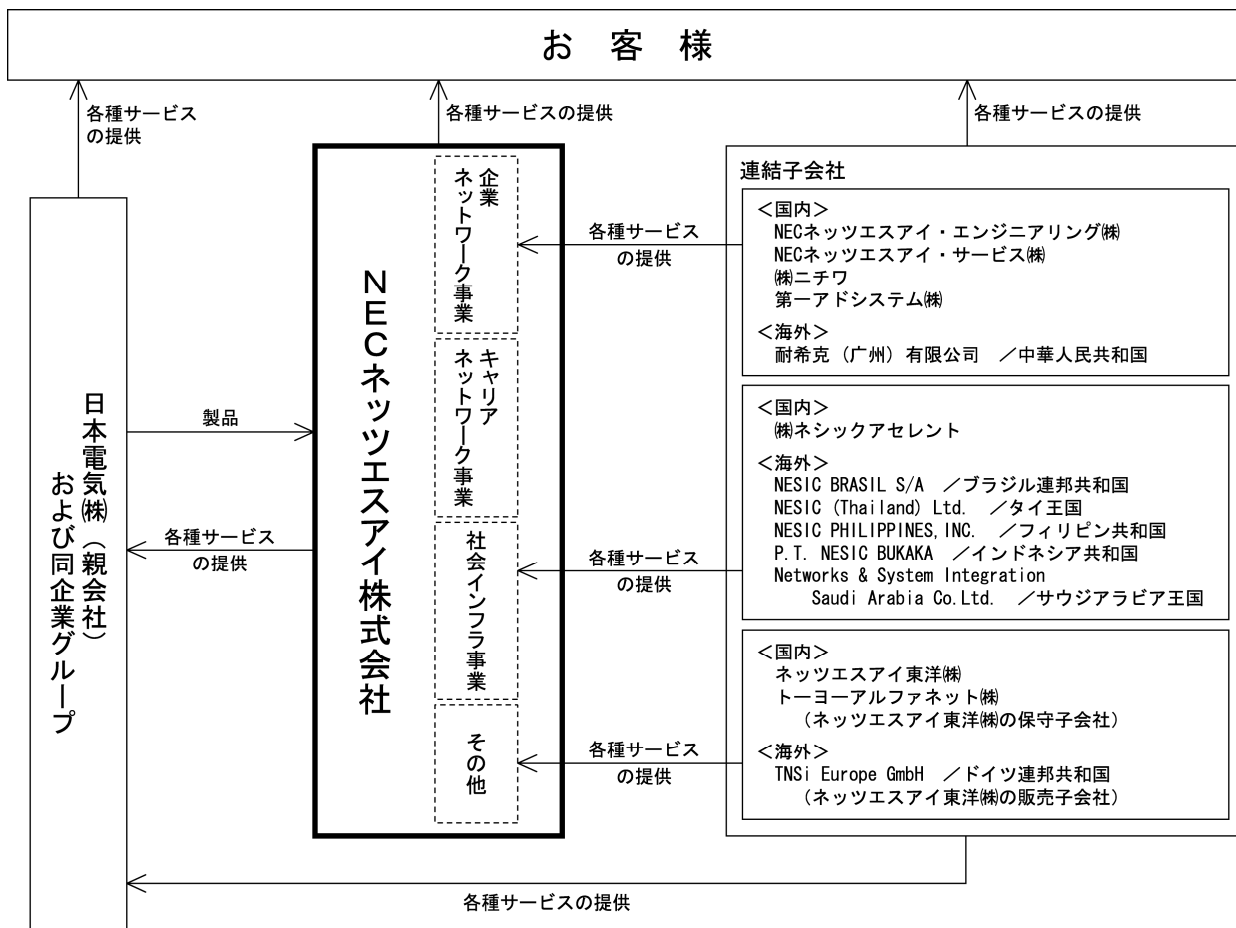 お客様
各種サービス
の提供
各種サービスの提供
各種サービスの提供
日本電気㈱（親会社）
および同企業グループ
製品
各種サービス
の提供
NECネッツエスアイ株式会社
企業
ネットワーク事業
キャリア
ネットワーク事業
社会インフラ事業
その他
各種サービス
の提供
各種サービス
の提供
各種サービス
の提供
連結子会社
＜国内＞
NECネッツエスアイ・エンジニアリング㈱
NECネッツエスアイ・サービス㈱
㈱ニチワ
第一アドシステム㈱
＜海外＞
耐希克（广州）有限公司　／中華人民共和国
＜国内＞
㈱ネシックアセレント
＜海外＞
NESIC BRASIL S/A　／ブラジル連邦共和国
NESIC (Thailand) Ltd.　／タイ王国
NESIC PHILIPPINES, INC.　／フィリピン共和国
P.T. NESIC BUKAKA　／インドネシア共和国
Networks & System Integration
Saudi Arabia Co.Ltd.　／サウジアラビア王国
＜国内＞
ネッツエスアイ東洋㈱
トーヨーアルファネット㈱
（ネッツエスアイ東洋㈱の保守子会社）
＜海外＞
TNSi Europe GmbH　／ドイツ連邦共和国
（ネッツエスアイ東洋㈱の販売子会社）
各種サービスの提供